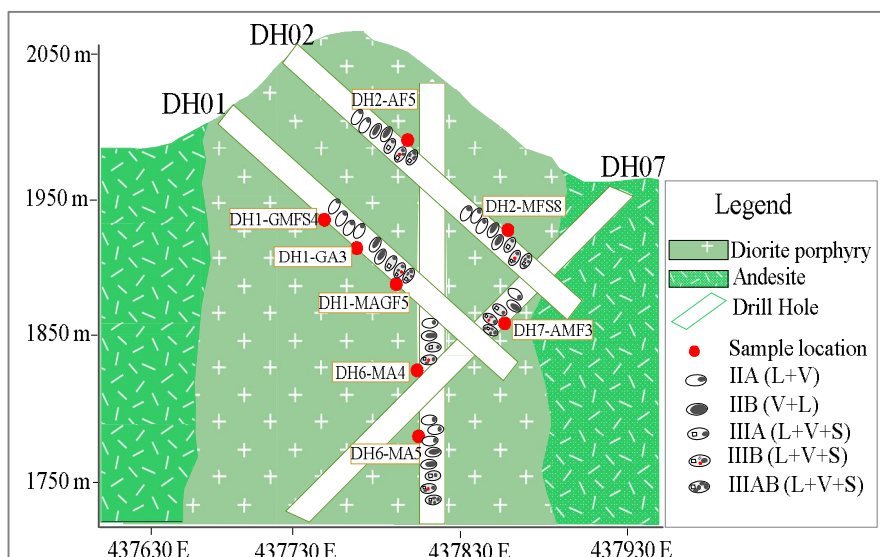 DH02
2050 m
DH01
DH2-AF5
DH07
1950 m
DH2-MFS8
DH1-GMFS4
DH1-GA3
DH1-MAGF5
1850 m
DH7-AMF3
DH6-MA4
DH6-MA5
1750 m
437630 E
437730 E
437830 E
437930 E
Legend
Diorite porphyry
Andesite
Drill Hole
Sample location
IIA (L+V)
IIB (V+L)
IIIA (L+V+S)
IIIB (L+V+S)
IIIAB (L+V+S)